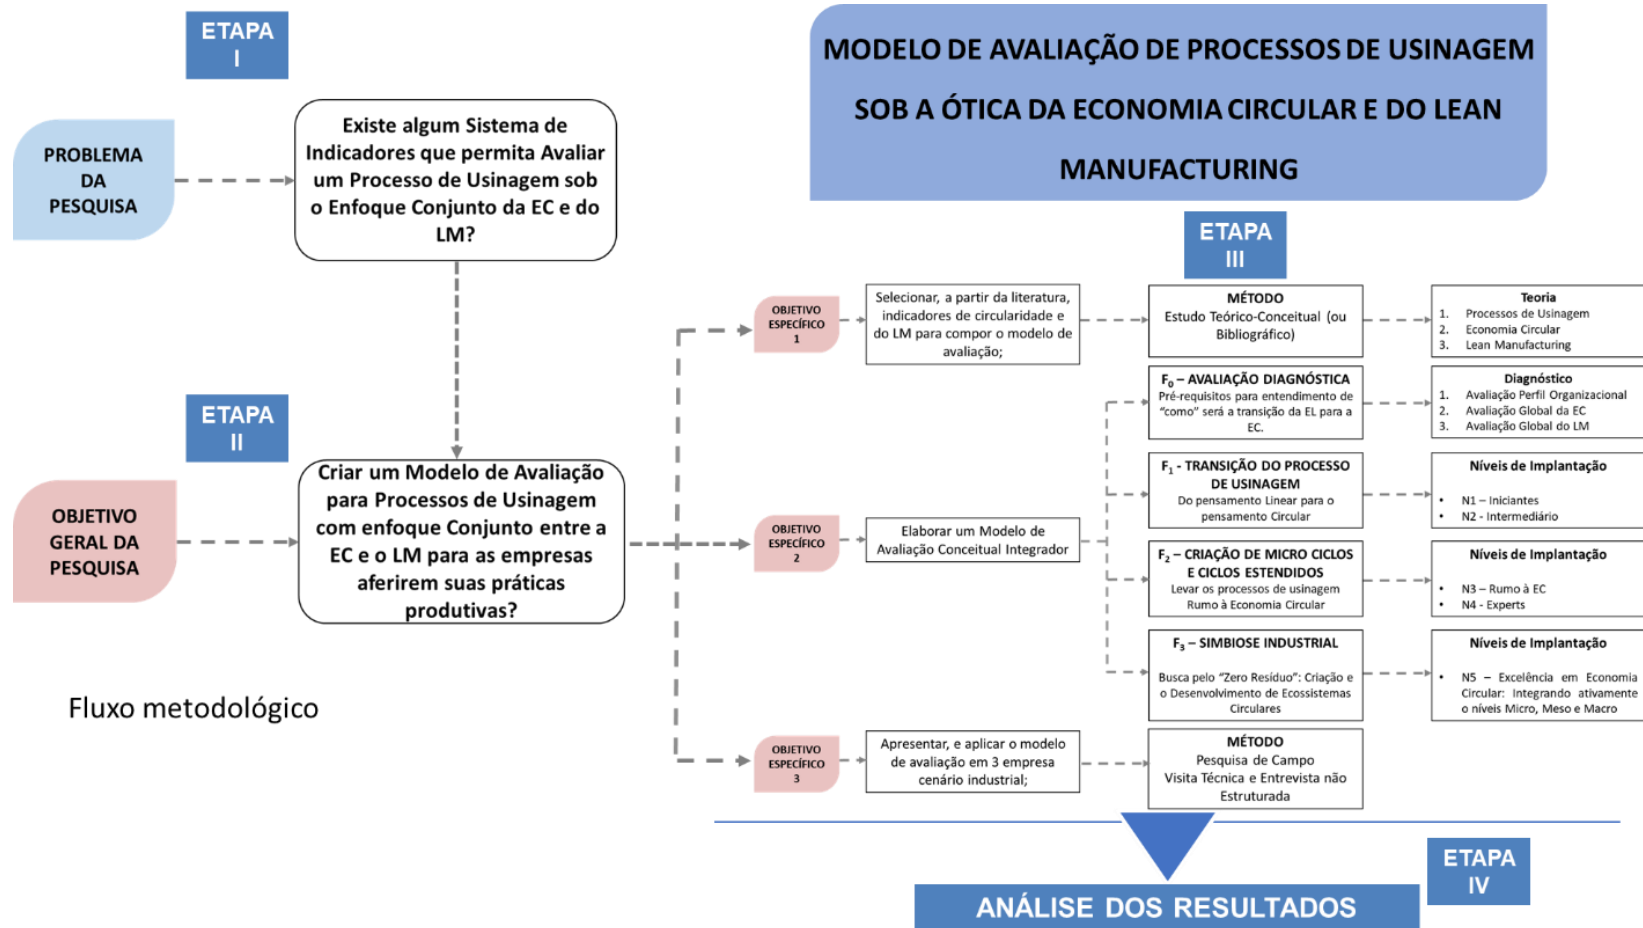 ETAPA
I
MODELO DE AVALIAÇÃO DE PROCESSOS DE USINAGEM
SOB A ÓTICA DA ECONOMIA CIRCULAR E DO LEAN
MANUFACTURING
PROBLEMA
DA
PESQUISA
Existe algum Sistema de
Indicadores que permita Avaliar
um Processo de Usinagem sob
o Enfoque Conjunto da EC e do
LM?
ETAPA
II
OBJETIVO
GERAL DA
PESQUISA
Criar um Modelo de Avaliação
para Processos de Usinagem
com enfoque Conjunto entre a
EC e o LM para as empresas
aferirem suas práticas
produtivas?
Fluxo metodológico
ETAPA
III
OBJETIVO
ESPECÍFICO
1
Selecionar, a partir da literatura,
indicadores de circularidade e
do LM para compor o modelo de
avaliação;
MÉTODO
Estudo Teórico-Conceitual (ou
Bibliográfico)
Teoria
1. Processos de Usinagem
2. Economia Circular
3. Lean Manufacturing
OBJETIVO
ESPECÍFICO
2
Elaborar um Modelo de
Avaliação Conceitual Integrador
F0 – AVALIAÇÃO DIAGNÓSTICA
Pré-requisitos para entendimento de
“como” será a transição da EL para a
EC.
Diagnóstico
1. Avaliação Perfil Organizacional
2. Avaliação Global da EC
3. Avaliação Global do LM
F1 - TRANSIÇÃO DO PROCESSO
DE USINAGEM
Do pensamento Linear para o
pensamento Circular
Níveis de Implantação
• N1 – Iniciantes
• N2 - Intermediário
F2 – CRIAÇÃO DE MICRO CICLOS
E CICLOS ESTENDIDOS
Levar os processos de usinagem
Rumo à Economia Circular
Níveis de Implantação
• N3 – Rumo à EC
• N4 - Experts
F3 – SIMBIOSE INDUSTRIAL
Busca pelo “Zero Resíduo”: Criação e
o Desenvolvimento de Ecossistemas
Circulares
Níveis de Implantação
• N5 – Excelência em Economia
Circular: Integrando ativamente
o níveis Micro, Meso e Macro
OBJETIVO
ESPECÍFICO
3
Apresentar, e aplicar o modelo
de avaliação em 3 empresa
cenário industrial;
MÉTODO
Pesquisa de Campo
Visita Técnica e Entrevista não
Estruturada
ETAPA
IV
ANÁLISE DOS RESULTADOS